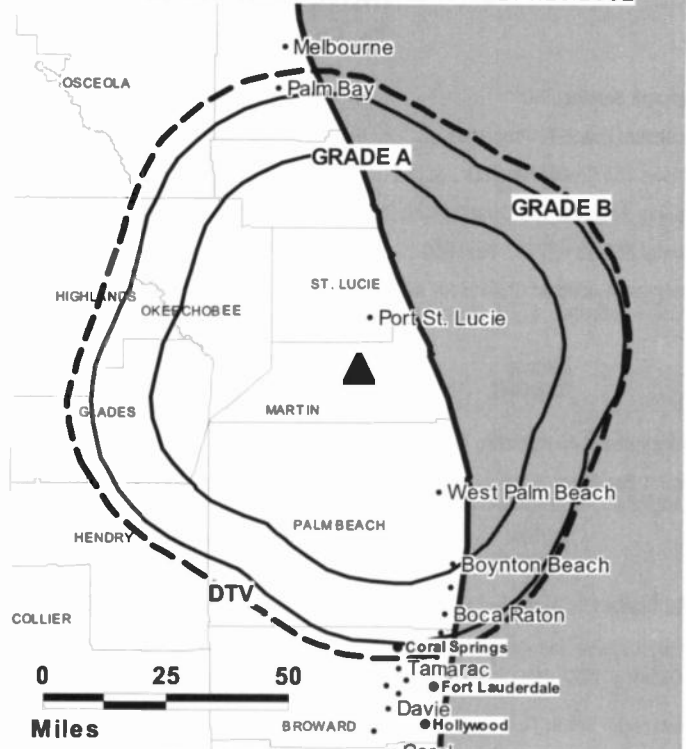 Melbourne
OSCEOLA
Palm Bay
GRADE A
GRADE B
ST. LUCIE
HIGHLANDS
OKEECHOBEE
Port St. Lucie
GLADES
MARTIN
West Palm Beach
PALM BEACH
HENDRY
Boynton Beach
DTV
Boca Raton
COLLIER
Coral Springs
Tamarac
0 25 50
Fort Lauderdale
Davie
Miles
BROWARD
Hollywood